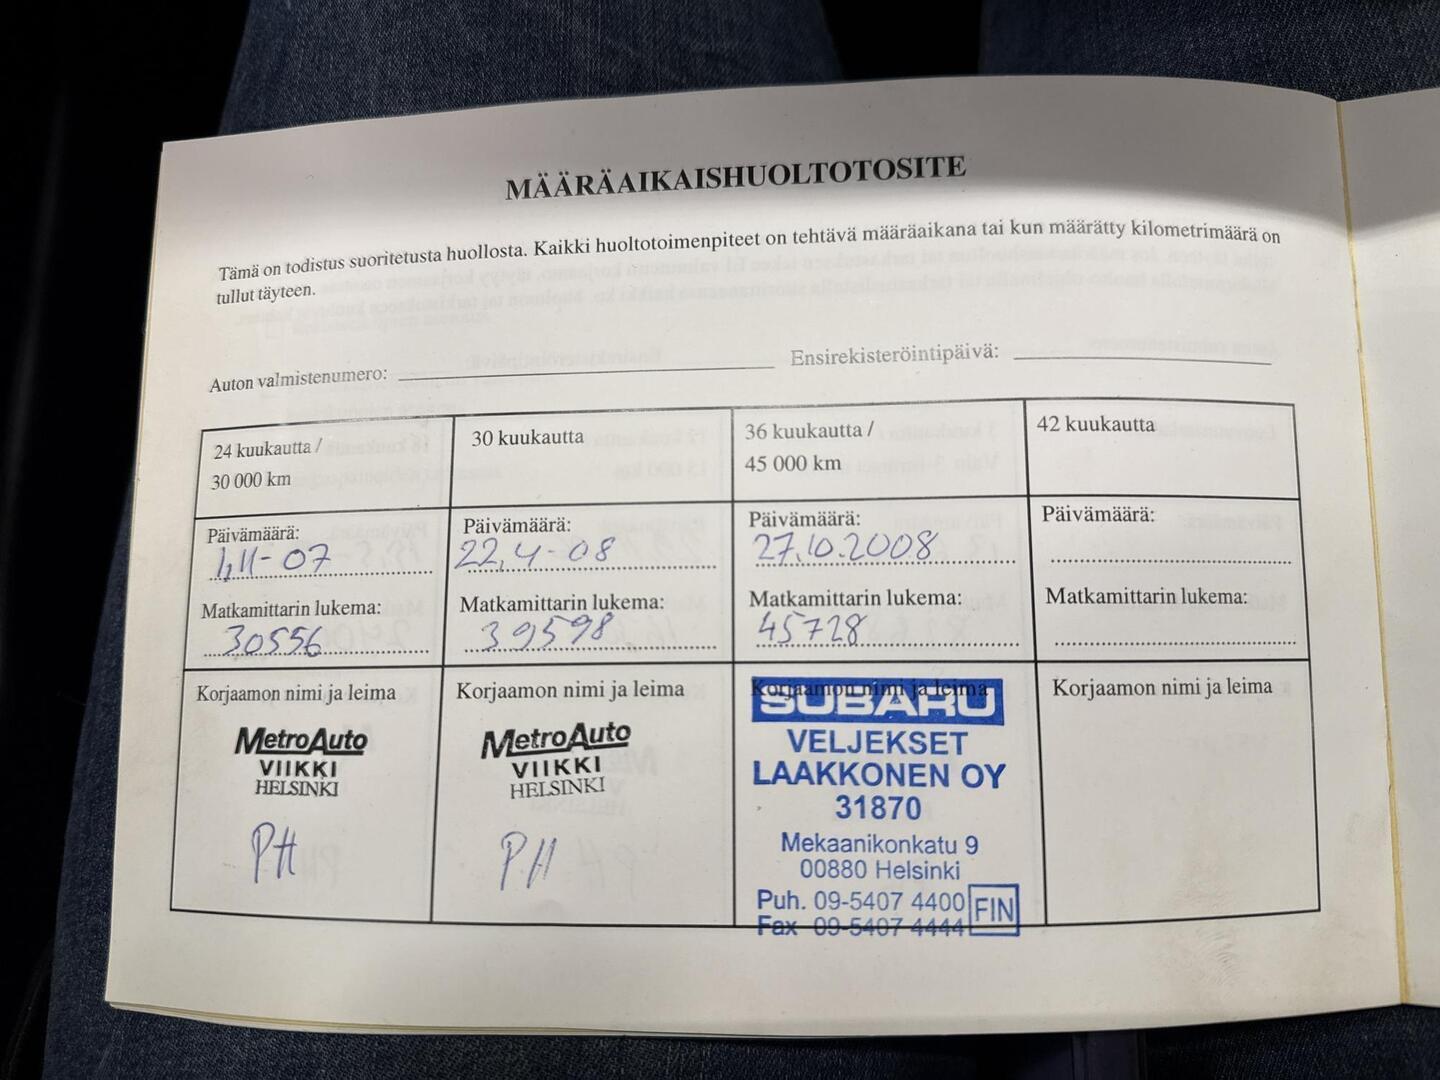 MÄÄRÄAIKAISHUOLTOTOSITE
Tämä on todistus suoritetusta huollosta. Kaikki huoltotoimenpiteet on tehtävä määräaikana tai kun määrätty kilometrimäärä on
tullut täyteen.
Auton valmistenumero:
Ensirekisteröintipäivä:
24 kuukautta /
30 000 km
30 kuukautta
36 kuukautta /
45 000 km
42 kuukautta
Päivämäärä:
1,11-07
Päivämäärä:
22,4-08
Päivämäärä:
27.10.2008
Päivämäärä:
Matkamittarin lukema:
30556
Matkamittarin lukema:
39598
Matkamittarin lukema:
45728
Matkamittarin lukema:
Korjaamon nimi ja leima
MetroAuto
VIIKKI
HELSINKI
PH
Korjaamon nimi ja leima
MetroAuto
VIIKKI
HELSINKI
PH
Korjaamon nimi ja leima
SUBARU
VELJEKSET
LAAKKONEN OY
31870
Mekaanikonkatu 9
00880 Helsinki
Puh. 09-5407 4400
Fax 09-5407 4444
FIN
Korjaamon nimi ja leima